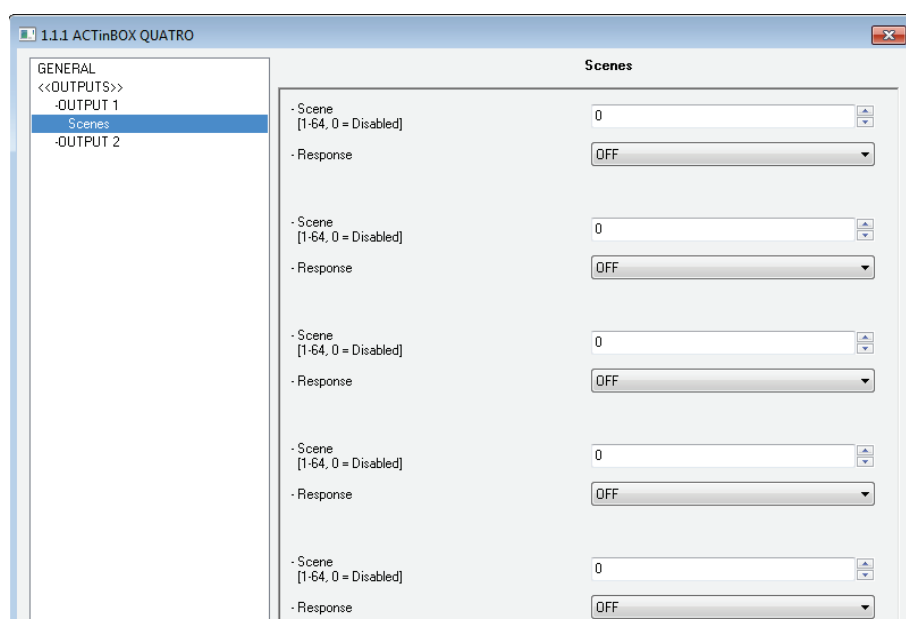 1.1.1 ACTinBOX QUATRO
GENERAL
<<OUTPUTS>>
-OUTPUT 1
Scenes
-OUTPUT 2
Scenes
- Scene
[1-64, 0 = Disabled]
0
- Response
OFF
- Scene
[1-64, 0 = Disabled]
0
- Response
OFF
- Scene
[1-64, 0 = Disabled]
0
- Response
OFF
- Scene
[1-64, 0 = Disabled]
0
- Response
OFF
- Scene
[1-64, 0 = Disabled]
0
- Response
OFF